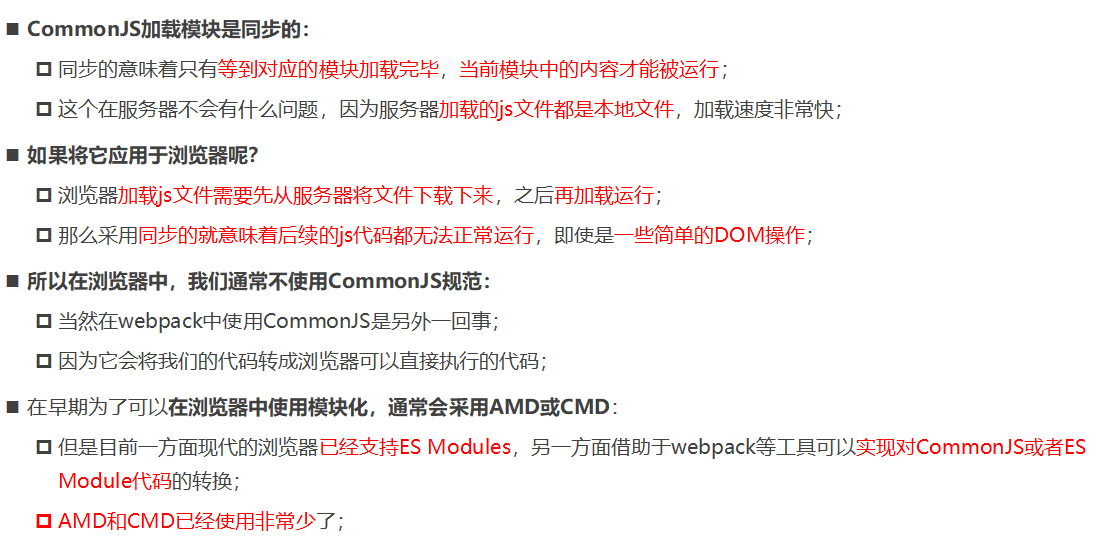 CommonJS加载模块是同步的：
同步的意味着只有等到对应的模块加载完毕，当前模块中的内容才能被运行；
这个在服务器不会有什么问题，因为服务器加载的js文件都是本地文件，加载速度非常快；
如果将它应用于浏览器呢？
浏览器加载js文件需要先从服务器将文件下载下来，之后再加载运行；
那么采用同步的就意味着后续的js代码都无法正常运行，即使是一些简单的DOM操作；
所以在浏览器中，我们通常不使用CommonJS规范：
当然在webpack中使用CommonJS是另外一回事；
因为它会将我们的代码转成浏览器可以直接执行的代码；
在早期为了可以在浏览器中使用模块化，通常会采用AMD或CMD：
但是目前一方面现代的浏览器已经支持ES Modules，另一方面借助于webpack等工具可以实现对CommonJS或者ES
Module代码的转换；
AMD和CMD已经使用非常少了；